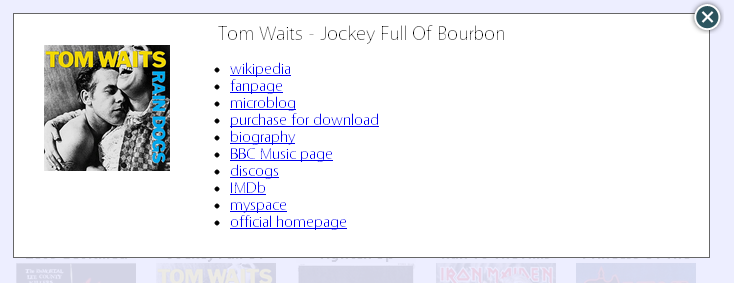 Tom Waits - Jockey Full Of Bourbon
TOM WAITS
RAIN DOGS
wikipedia
fanpage
microblog
purchase for download
biography
BBC Music page
discogs
IMDb
myspace
official homepage
TOM WAITS
IRON MAIDEN